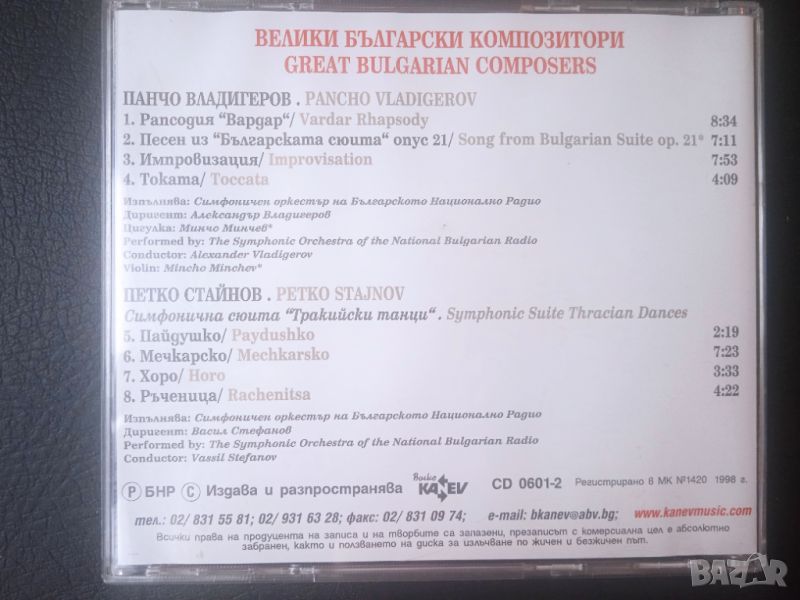 ВЕЛИКИ БЪЛГАРСКИ КОМПОЗИТОРИ
GREAT BULGARIAN COMPOSERS
ПАНЧО ВЛАДИГЕРОВ . PANCHO VLADIGEROV
1. Рапсодия "Вардар"/ Vardar Rhapsody 8:34
2. Песен из "Българската сюита" опус 21/ Song from Bulgarian Suite op. 21* 7:11
3. Импровизация/ Improvisation 7:53
4. Токата/ Toccata 4:09
Изпълнява: Симфоничен оркестър на Българското Национално Радио
Диригент: Александър Владигеров
Цигулка: Минчо Минчев*
Performed by: The Symphonic Orchestra of the National Bulgarian Radio
Conductor: Alexander Vladigerov
Violin: Mincho Minchev*
ПЕТКО СТАЙНОВ . PETKO STAJNOV
Симфонична сюита "Тракийски танци" . Symphonic Suite Thracian Dances
5. Пайдушко/ Paydushko 2:19
6. Мечкарско/ Mechkarsko 7:23
7. Хоро/ Horo 3:33
8. Ръченица/ Rachenitsa 4:22
Изпълнява: Симфоничен оркестър на Българското Национално Радио
Диригент: Васил Стефанов
Performed by: The Symphonic Orchestra of the National Bulgarian Radio
Conductor: Vassil Stefanov
Ⓟ БНР Ⓒ Издава и разпространява Boyko KANEV CD 0601-2 Регистрирано в МК №1420 1998 г.
тел.: 02/ 831 55 81; 02/ 931 63 28; факс: 02/ 831 09 74; e-mail: bkanev@abv.bg; www.kanevmusic.com
Всички права на продуцента на записа и на творбите са запазени, презаписът с комерсиална цел е абсолютно
забранен, както и ползването на диска за излъчване по жичен и безжичен път.
BAZAR